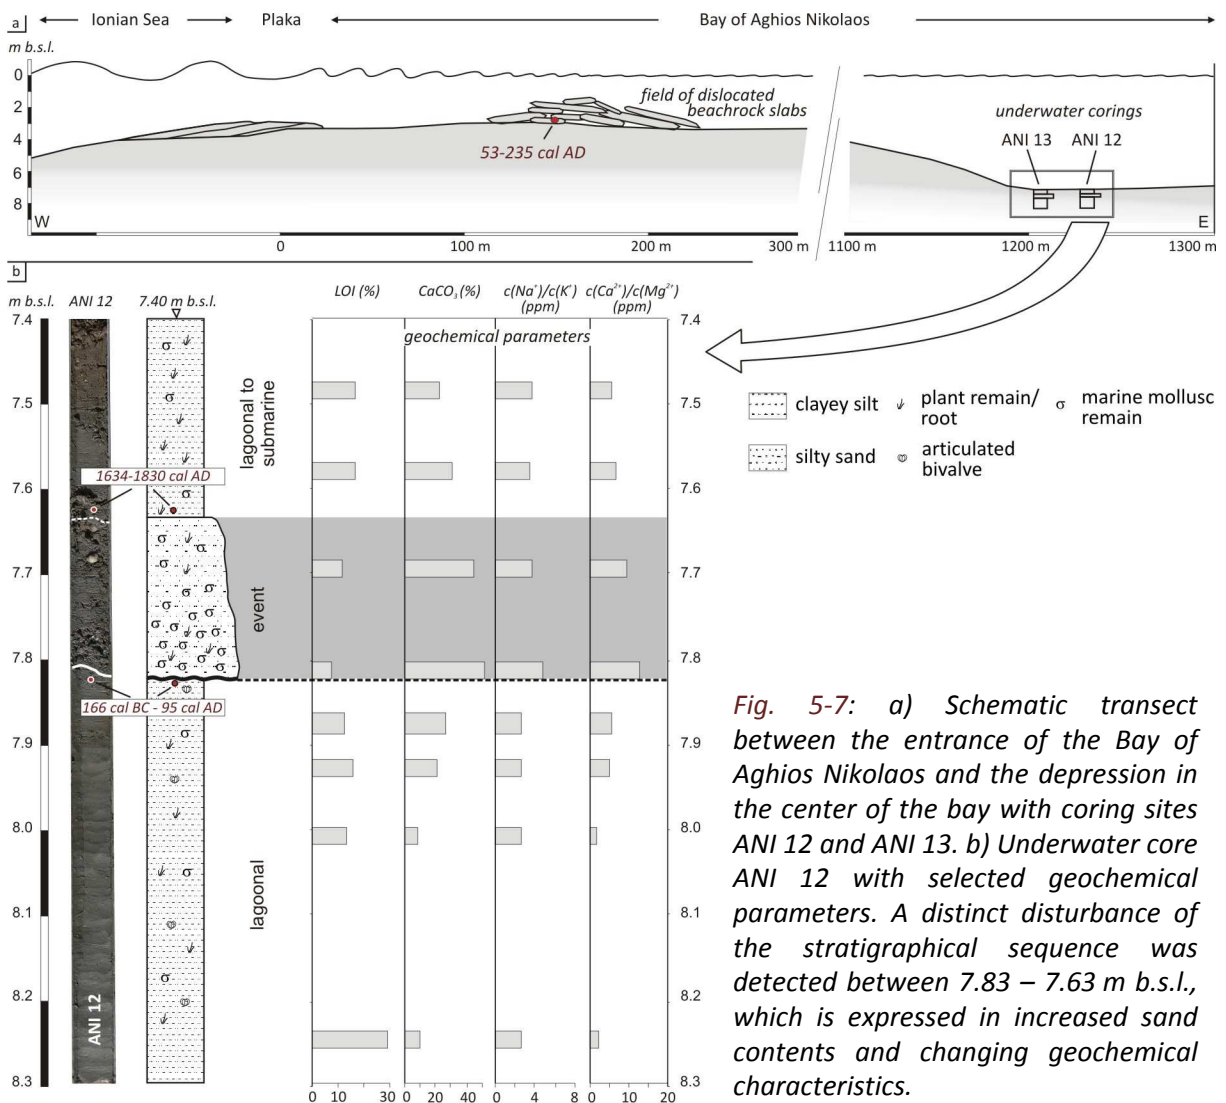 a
Ionian Sea
Plaka
Bay of Aghios Nikolaos
m b.s.l.
0
2
4
6
8
field of dislocated
beachrock slabs
53-235 cal AD
underwater corings
ANI 13
ANI 12
W
E
0
100 m
200 m
300 m
1100 m
1200 m
1300 m
b
m b.s.l.
ANI 12
7.40 m b.s.l.
LOI (%)
CaCO₃ (%)
c(Na⁺)/c(K⁺)
(ppm)
c(Ca²⁺)/c(Mg²⁺)
(ppm)
geochemical parameters
7.4
7.5
7.6
7.7
7.8
7.9
8.0
8.1
8.2
8.3
1634-1830 cal AD
166 cal BC - 95 cal AD
ANI 12
lagoonal to
submarine
event
lagoonal
7.4
7.5
7.6
7.7
7.8
7.9
8.0
8.1
8.2
8.3
0 10 30
0 20 40
0 4 8
0 10 20
clayey silt
plant remain/
root
marine mollusc
remain
silty sand
articulated
bivalve
Fig. 5-7: a) Schematic transect
between the entrance of the Bay of
Aghios Nikolaos and the depression in
the center of the bay with coring sites
ANI 12 and ANI 13. b) Underwater core
ANI 12 with selected geochemical
parameters. A distinct disturbance of
the stratigraphical sequence was
detected between 7.83 – 7.63 m b.s.l.,
which is expressed in increased sand
contents and changing geochemical
characteristics.